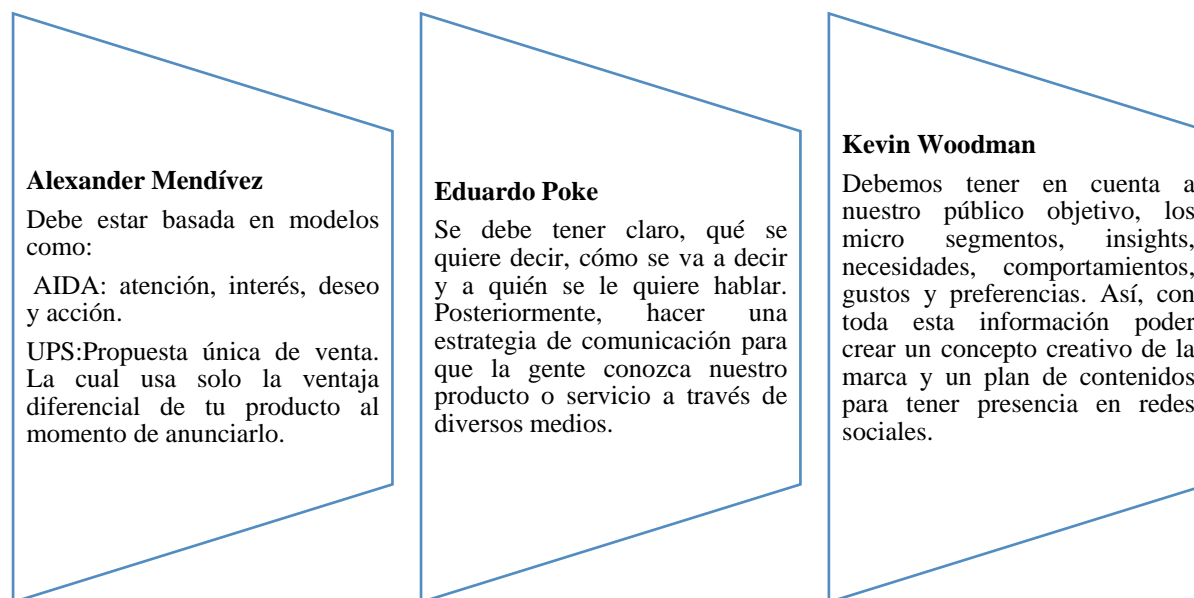 Alexander Mendívez
Debe estar basada en modelos
como:
AIDA: atención, interés, deseo
y acción.
UPS:Propuesta única de venta.
La cual usa solo la ventaja
diferencial de tu producto al
momento de anunciarlo.
Eduardo Poke
Se debe tener claro, qué se
quiere decir, cómo se va a decir
y a quién se le quiere hablar.
Posteriormente, hacer una
estrategia de comunicación para
que la gente conozca nuestro
producto o servicio a través de
diversos medios.
Kevin Woodman
Debemos tener en cuenta a
nuestro público objetivo, los
micro segmentos, insights,
necesidades, comportamientos,
gustos y preferencias. Así, con
toda esta información poder
crear un concepto creativo de la
marca y un plan de contenidos
para tener presencia en redes
sociales.